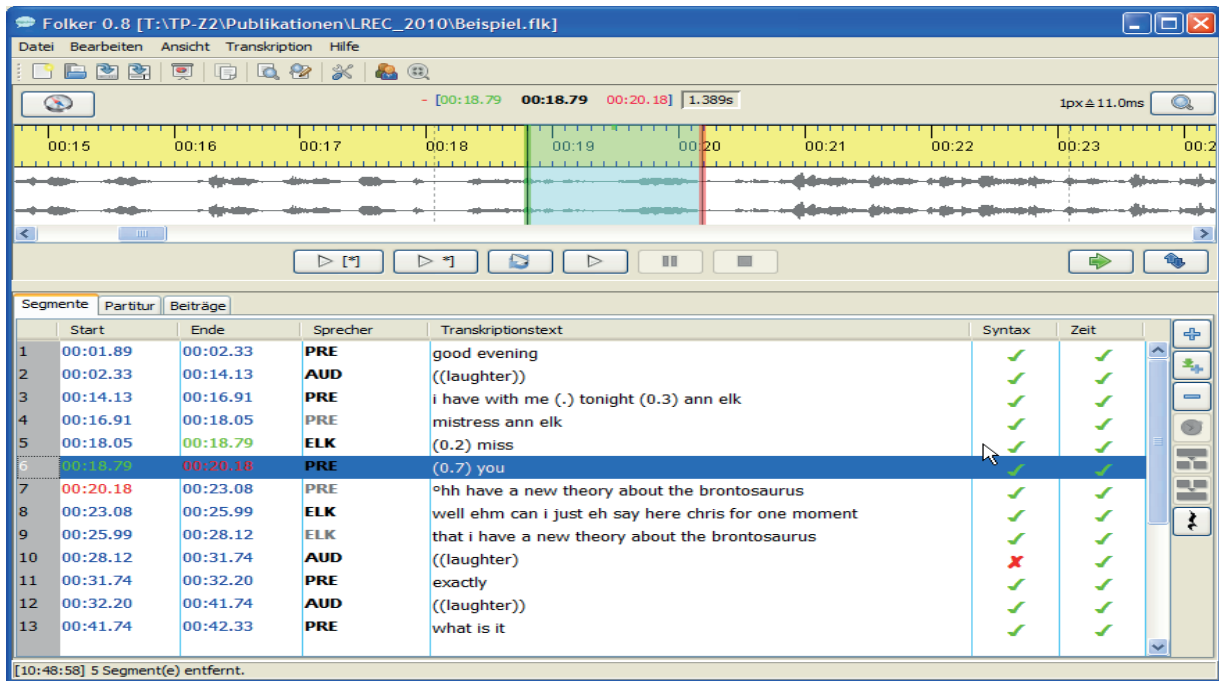 Folker 0.8 [T:\TP-Z2\Publikationen\LREC_2010\Beispiel.flk]
Datei Bearbeiten Ansicht Transkription Hilfe
- [00:18.79 00:18.79 00:20.18] 1.389s 1px≙11.0ms
00:15 00:16 00:17 00:18 00:19 00:20 00:21 00:22 00:23 00:2
[*] *]
Segmente Partitur Beiträge
Start Ende Sprecher Transkriptionstext Syntax Zeit
1 00:01.89 00:02.33 PRE good evening
2 00:02.33 00:14.13 AUD ((laughter))
3 00:14.13 00:16.91 PRE i have with me (.) tonight (0.3) ann elk
4 00:16.91 00:18.05 PRE mistress ann elk
5 00:18.05 00:18.79 ELK (0.2) miss
6 00:18.79 00:20.18 PRE (0.7) you
7 00:20.18 00:23.08 PRE °hh have a new theory about the brontosaurus
8 00:23.08 00:25.99 ELK well ehm can i just eh say here chris for one moment
9 00:25.99 00:28.12 ELK that i have a new theory about the brontosaurus
10 00:28.12 00:31.74 AUD ((laughter)
11 00:31.74 00:32.20 PRE exactly
12 00:32.20 00:41.74 AUD ((laughter))
13 00:41.74 00:42.33 PRE what is it
[10:48:58] 5 Segment(e) entfernt.